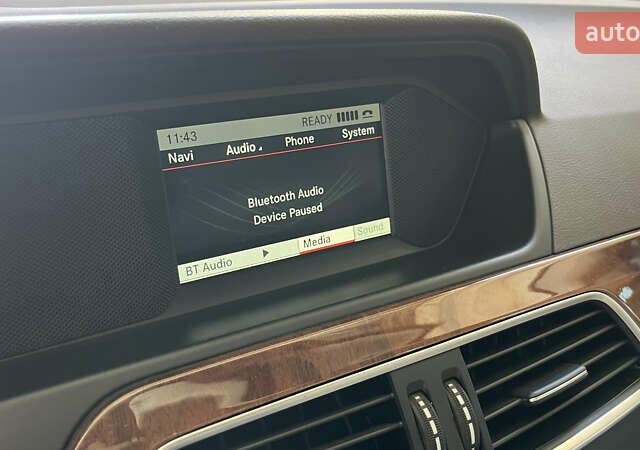 auto
11:43 READY
Navi Audio Phone System
Bluetooth Audio
Device Paused
BT Audio Media Sound